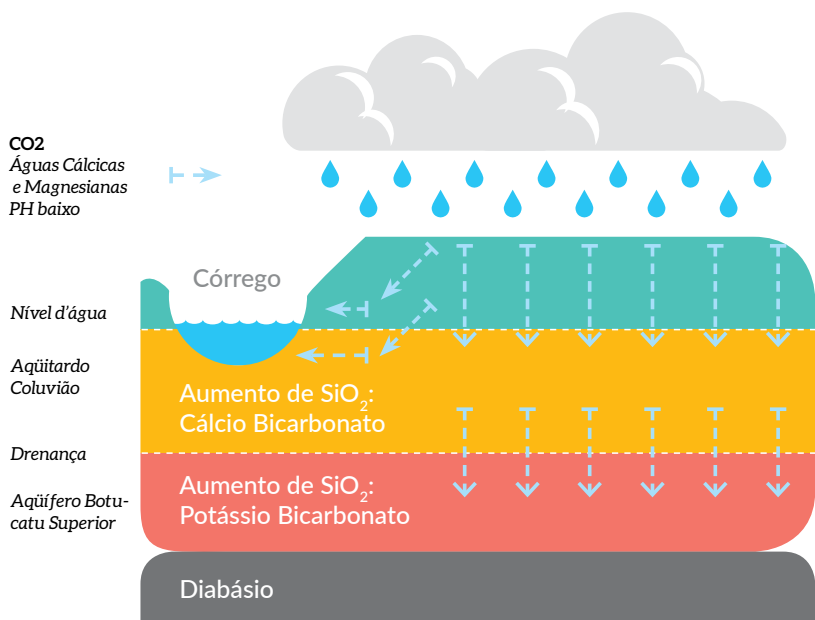 CO2
Águas Cálcicas
e Magnesianas
PH baixo
Córrego
Nível d’água
Aqüitardo
Coluvião
Aumento de SiO₂:
Cálcio Bicarbonato
Drenança
Aqüífero Botu-
catu Superior
Aumento de SiO₂:
Potássio Bicarbonato
Diabásio